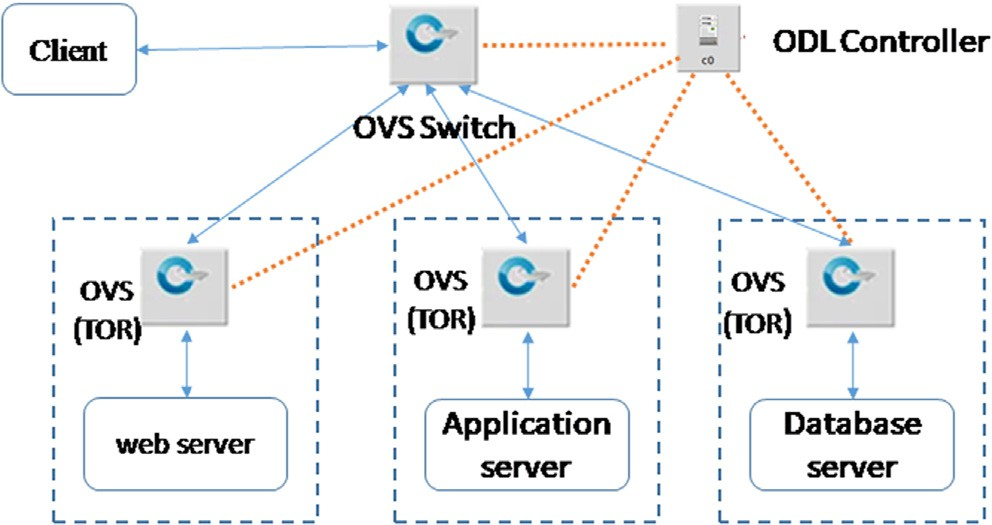 Client
ODL Controller
c0
OVS Switch
OVS
(TOR)
web server
OVS
(TOR)
Application
server
OVS
(TOR)
Database
server